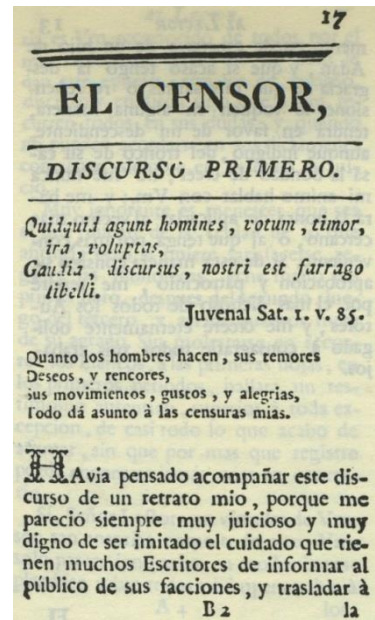 17
EL CENSOR,
DISCURSO PRIMERO.
Quidquid agunt homines, votum, timor,
ira, voluptas,
Gaudia, discursus, nostri est farrago
libelli.
Juvenal Sat. 1. v. 85.
Quanto los hombres hacen, sus temores
Deseos, y rencores,
sus movimientos, gustos, y alegrias,
Todo dá asunto à las censuras mias.
HAvia pensado acompañar este dis-
curso de un retrato mio, porque me
pareció siempre muy juicioso y muy
digno de ser imitado el cuidado que tie-
nen muchos Escritores de informar al
público de sus facciones, y trasladar à
B 2 la